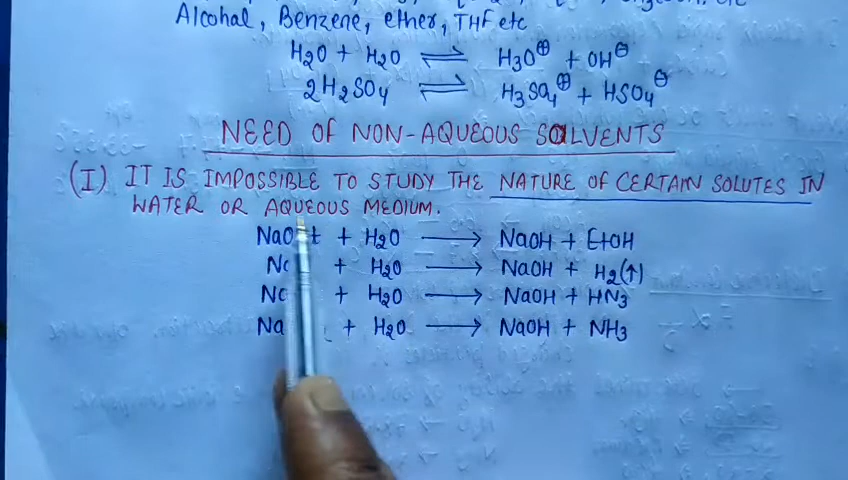 Alcohal, Benzene, ether, THF etc
H2O + H2O ⇌ H3O⊕ + OH⊖
2H2SO4 ⇌ H3SO4⊕ + HSO4⊖
NEED OF NON-AQUEOUS SOLVENTS
(I) IT IS IMPOSSIBLE TO STUDY THE NATURE OF CERTAIN SOLUTES IN
WATER OR AQUEOUS MEDIUM.
+ H2O ⟶ NaOH + EtOH
+ H2O ⟶ NaOH + H2(↑)
+ H2O ⟶ NaOH + HN3
+ H2O ⟶ NaOH + NH3